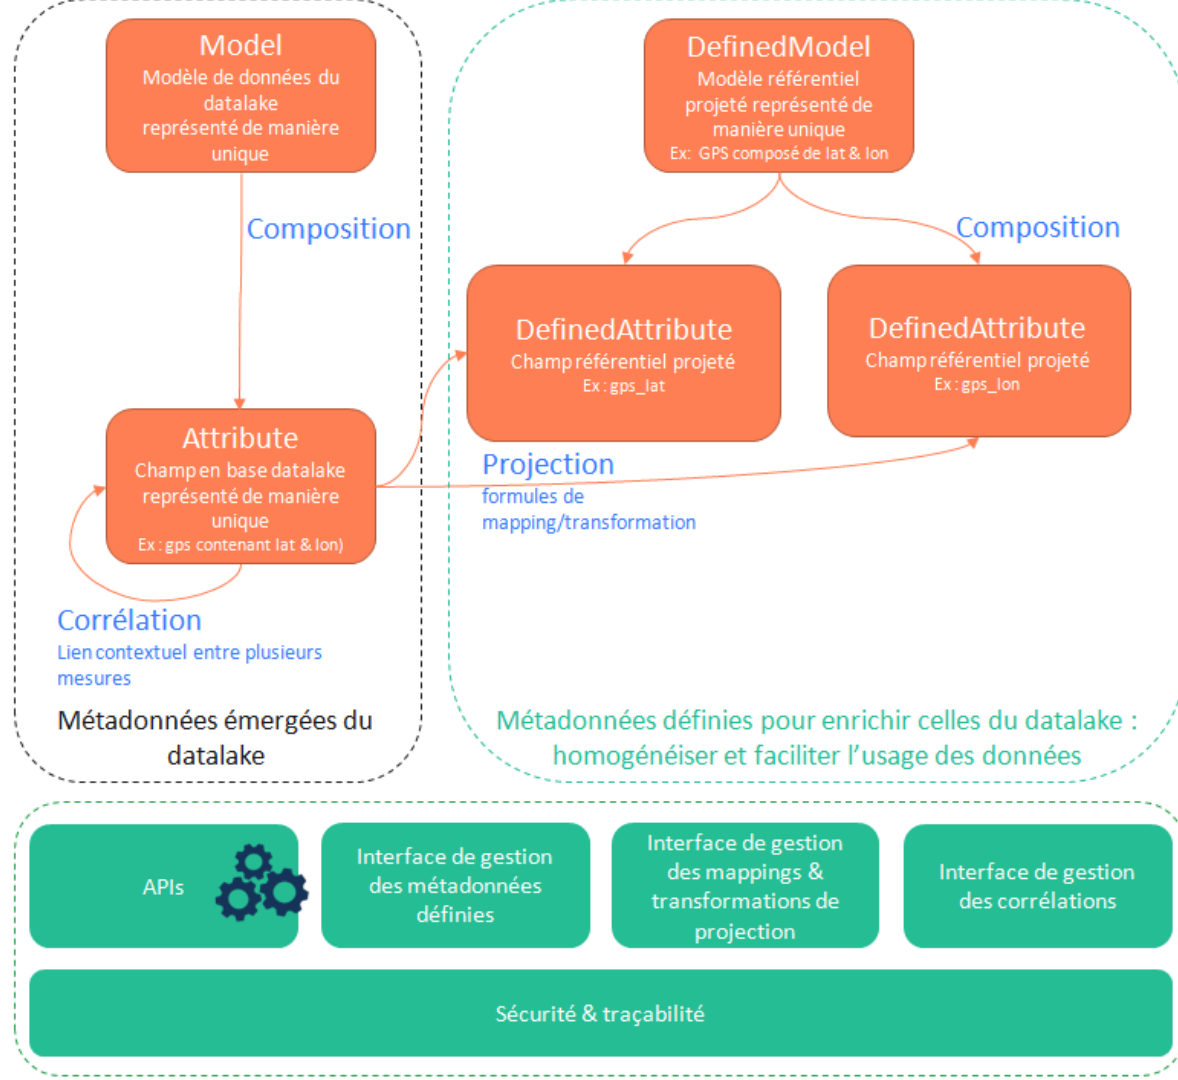 Model
Modèle de données du
datalake
représenté de manière
unique
Composition
Attribute
Champ en base datalake
représenté de manière
unique
Ex : gps contenant lat & lon)
Corrélation
Lien contextuel entre plusieurs
mesures
Métadonnées émergées du
datalake
DefinedModel
Modèle référentiel
projeté représenté de
manière unique
Ex: GPS composé de lat & lon
Composition
DefinedAttribute
Champ référentiel projeté
Ex : gps_lat
DefinedAttribute
Champ référentiel projeté
Ex : gps_lon
Projection
formules de
mapping/transformation
Métadonnées définies pour enrichir celles du datalake :
homogénéiser et faciliter l’usage des données
APIs
Interface de gestion
des métadonnées
définies
Interface de gestion
des mappings &
transformations de
projection
Interface de gestion
des corrélations
Sécurité & traçabilité